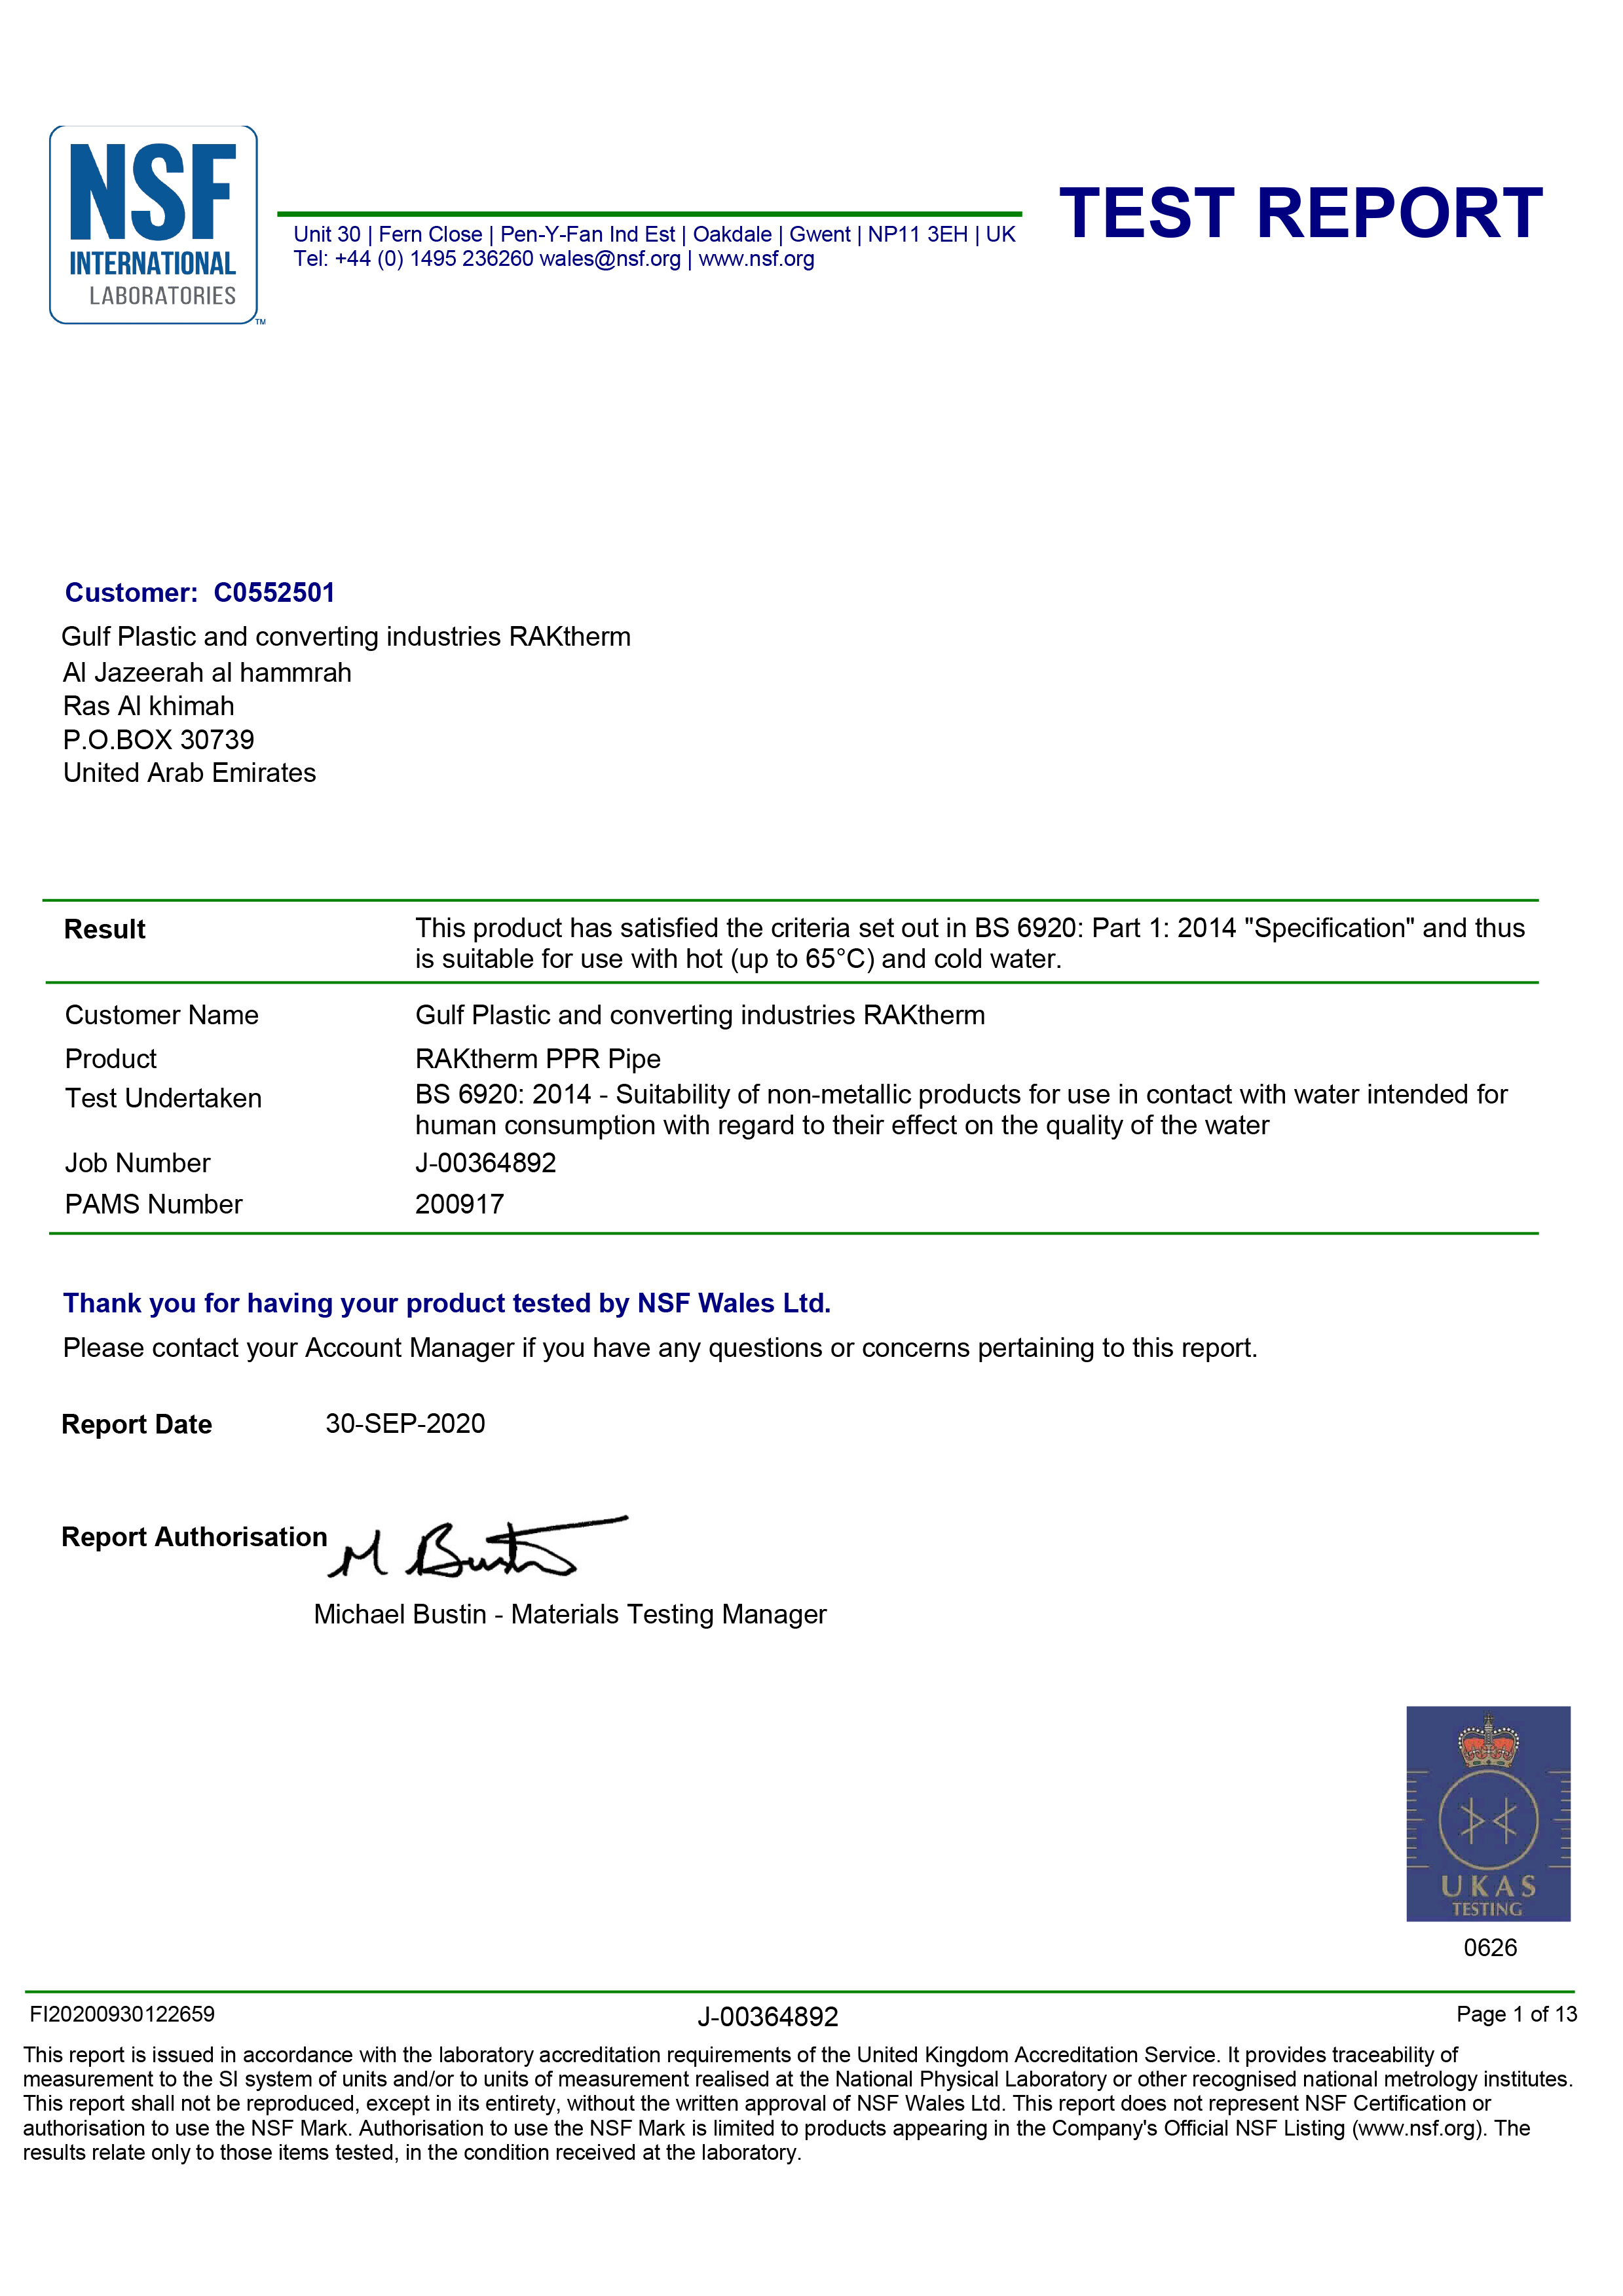 NSF
INTERNATIONAL
LABORATORIES
TM
Unit 30 | Fern Close | Pen-Y-Fan Ind Est | Oakdale | Gwent | NP11 3EH | UK
Tel: +44 (0) 1495 236260 wales@nsf.org | www.nsf.org
TEST REPORT
Customer: C0552501
Gulf Plastic and converting industries RAKtherm
Al Jazeerah al hammrah
Ras Al khimah
P.O.BOX 30739
United Arab Emirates
Result
This product has satisfied the criteria set out in BS 6920: Part 1: 2014 "Specification" and thus
is suitable for use with hot (up to 65°C) and cold water.
Customer Name Gulf Plastic and converting industries RAKtherm
Product RAKtherm PPR Pipe
Test Undertaken BS 6920: 2014 - Suitability of non-metallic products for use in contact with water intended for
human consumption with regard to their effect on the quality of the water
Job Number J-00364892
PAMS Number 200917
Thank you for having your product tested by NSF Wales Ltd.
Please contact your Account Manager if you have any questions or concerns pertaining to this report.
Report Date 30-SEP-2020
Report Authorisation M Bustin
Michael Bustin - Materials Testing Manager
UKAS
TESTING
0626
FI20200930122659 J-00364892 Page 1 of 13
This report is issued in accordance with the laboratory accreditation requirements of the United Kingdom Accreditation Service. It provides traceability of
measurement to the SI system of units and/or to units of measurement realised at the National Physical Laboratory or other recognised national metrology institutes.
This report shall not be reproduced, except in its entirety, without the written approval of NSF Wales Ltd. This report does not represent NSF Certification or
authorisation to use the NSF Mark. Authorisation to use the NSF Mark is limited to products appearing in the Company's Official NSF Listing (www.nsf.org). The
results relate only to those items tested, in the condition received at the laboratory.